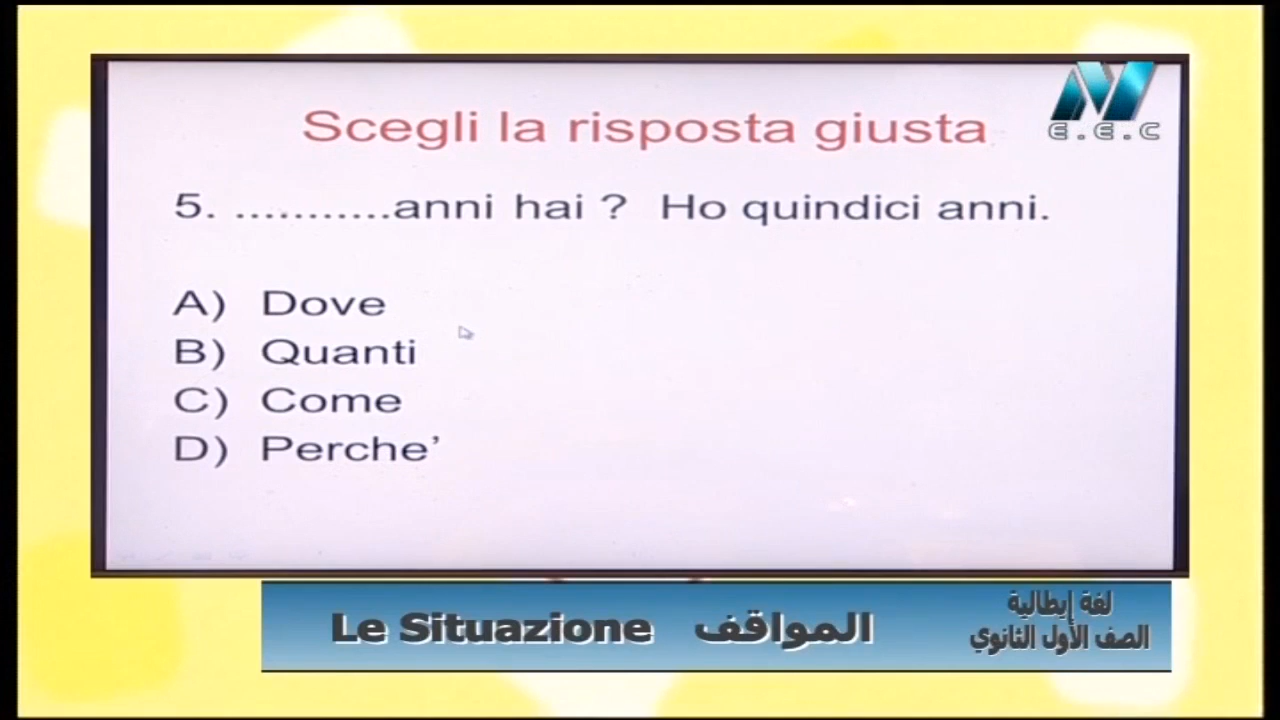 Scegli la risposta giusta
E.E.C
5. ...........anni hai ? Ho quindici anni.
A) Dove
B) Quanti
C) Come
D) Perche’
Le Situazione المواقف
لغة إيطالية
الصف الأول الثانوي